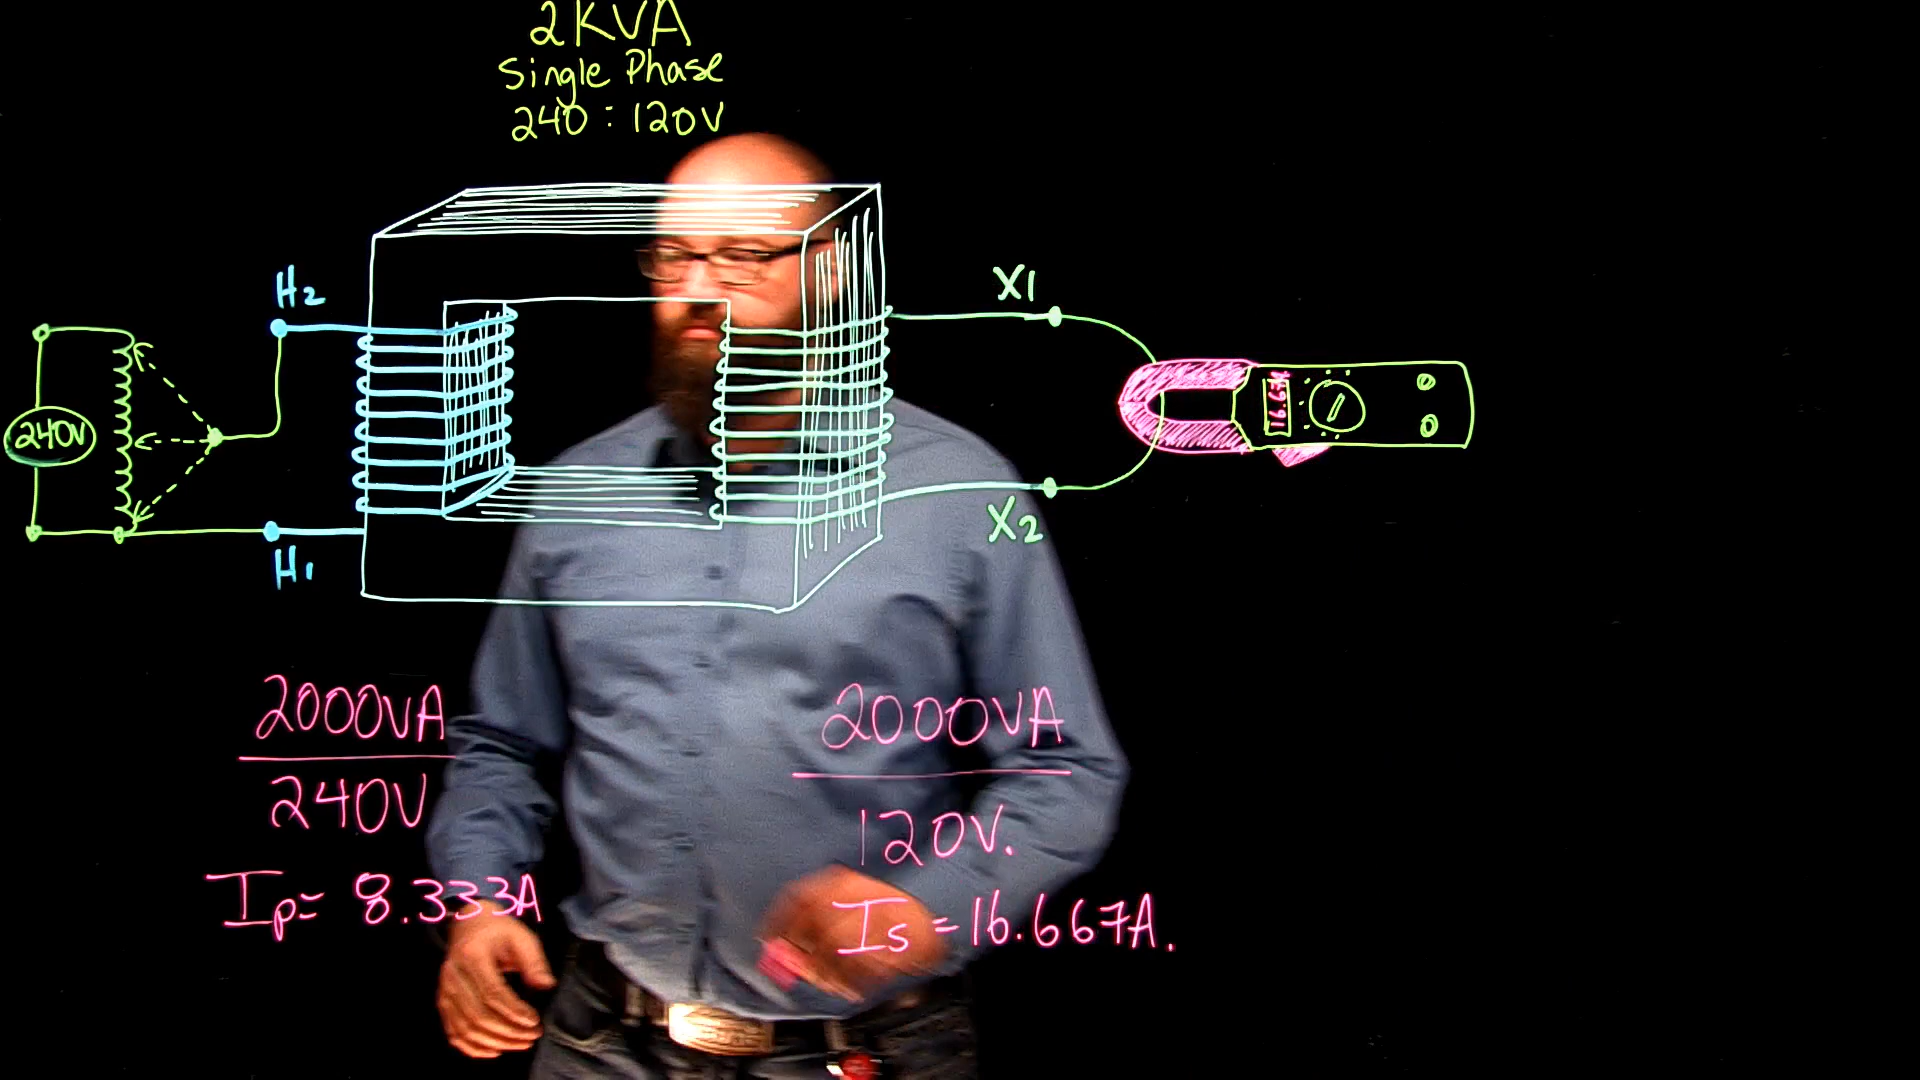 2KVA
Single Phase
240 : 120V
H2
X1
240V
16.67A
X2
H1
2000VA
240V
Ip= 8.333A
2000VA
120V.
Is = 16.667A.